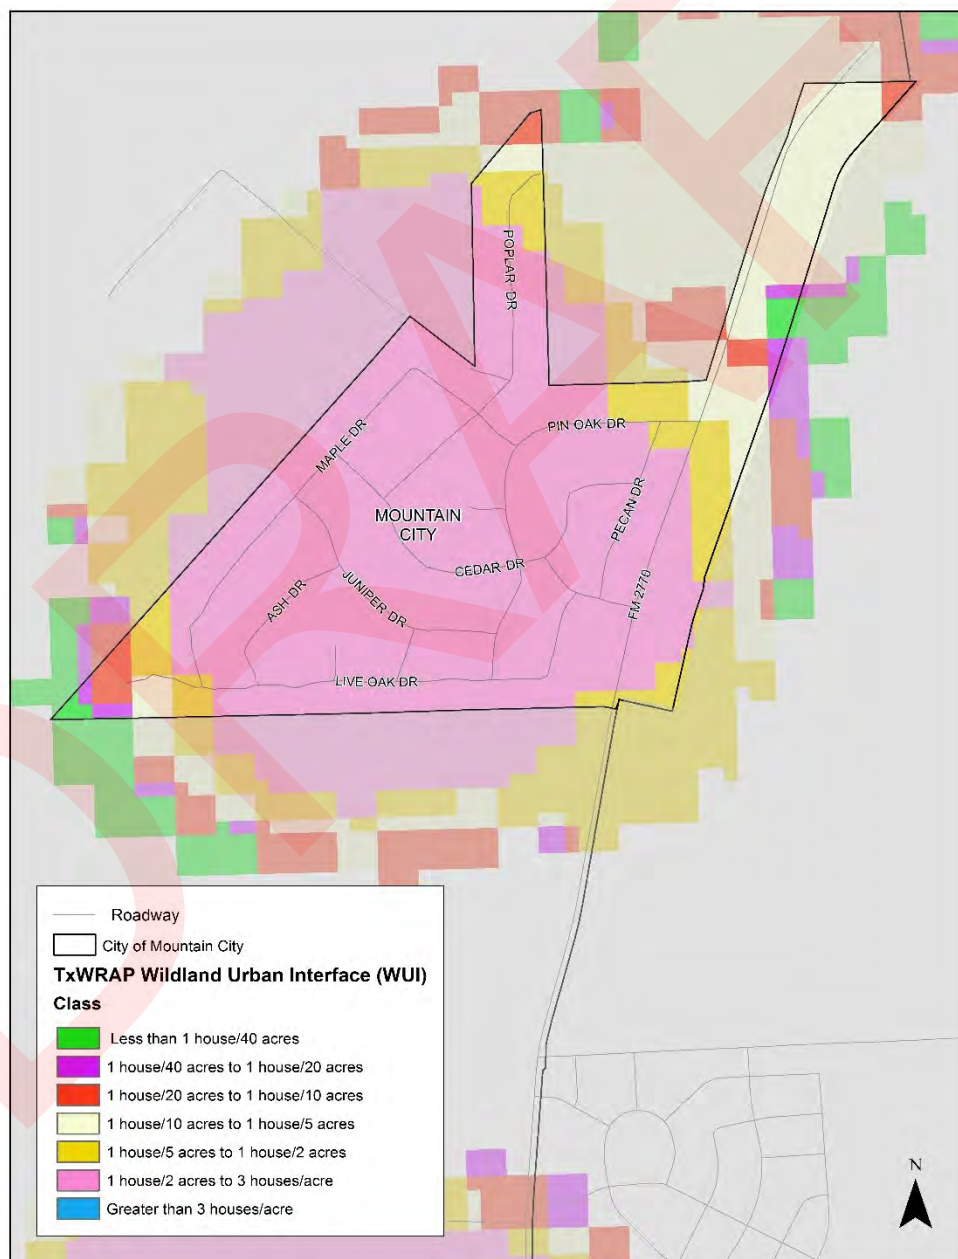 POPLAR DR
PIN OAK DR
MAPLE DR
MOUNTAIN
CITY
PECAN DR
CEDAR DR
FM 2770
JUNIPER DR
ASH DR
LIVE OAK DR
DRAFT
Roadway
City of Mountain City
TxWRAP Wildland Urban Interface (WUI)
Class
Less than 1 house/40 acres
1 house/40 acres to 1 house/20 acres
1 house/20 acres to 1 house/10 acres
1 house/10 acres to 1 house/5 acres
1 house/5 acres to 1 house/2 acres
1 house/2 acres to 3 houses/acre
Greater than 3 houses/acre
N